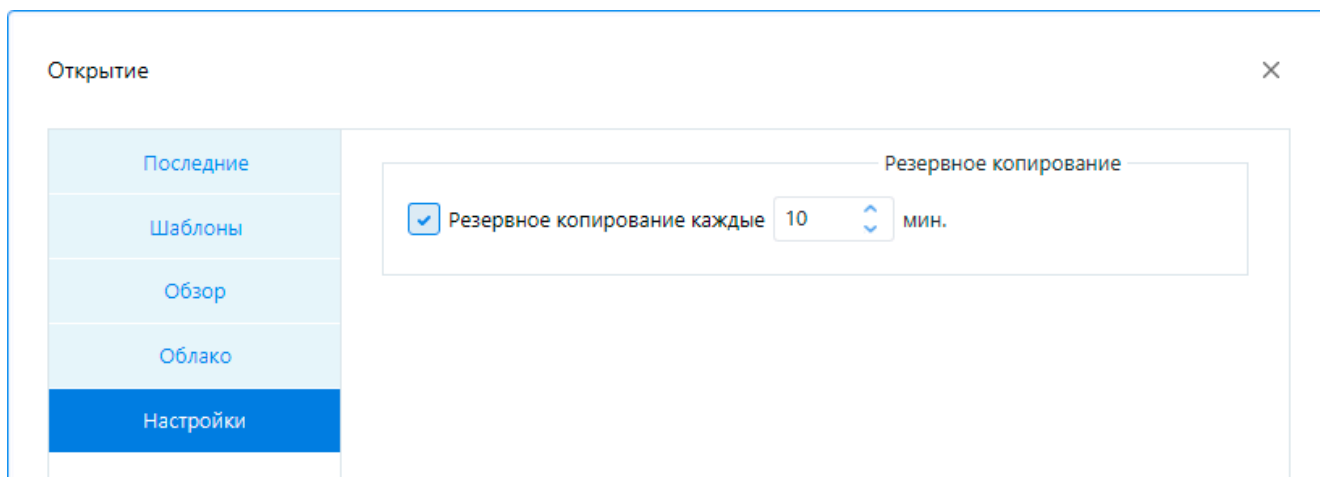 Открытие
Последние
Шаблоны
Обзор
Облако
Настройки
Резервное копирование
Резервное копирование каждые 10 мин.